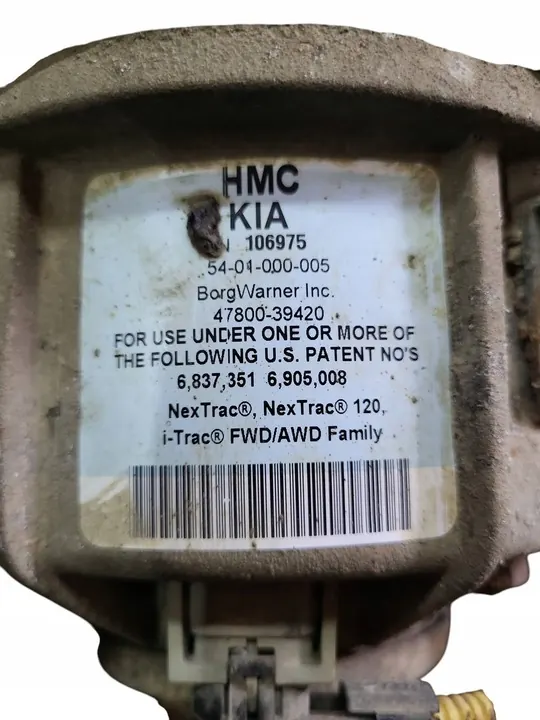 HMC
KIA
106975
54-01-000-005
BorgWarner Inc.
47800-39420
FOR USE UNDER ONE OR MORE OF
THE FOLLOWING U.S. PATENT NO'S
6,837,351 6,905,008
NexTrac®, NexTrac® 120,
i-Trac® FWD/AWD Family